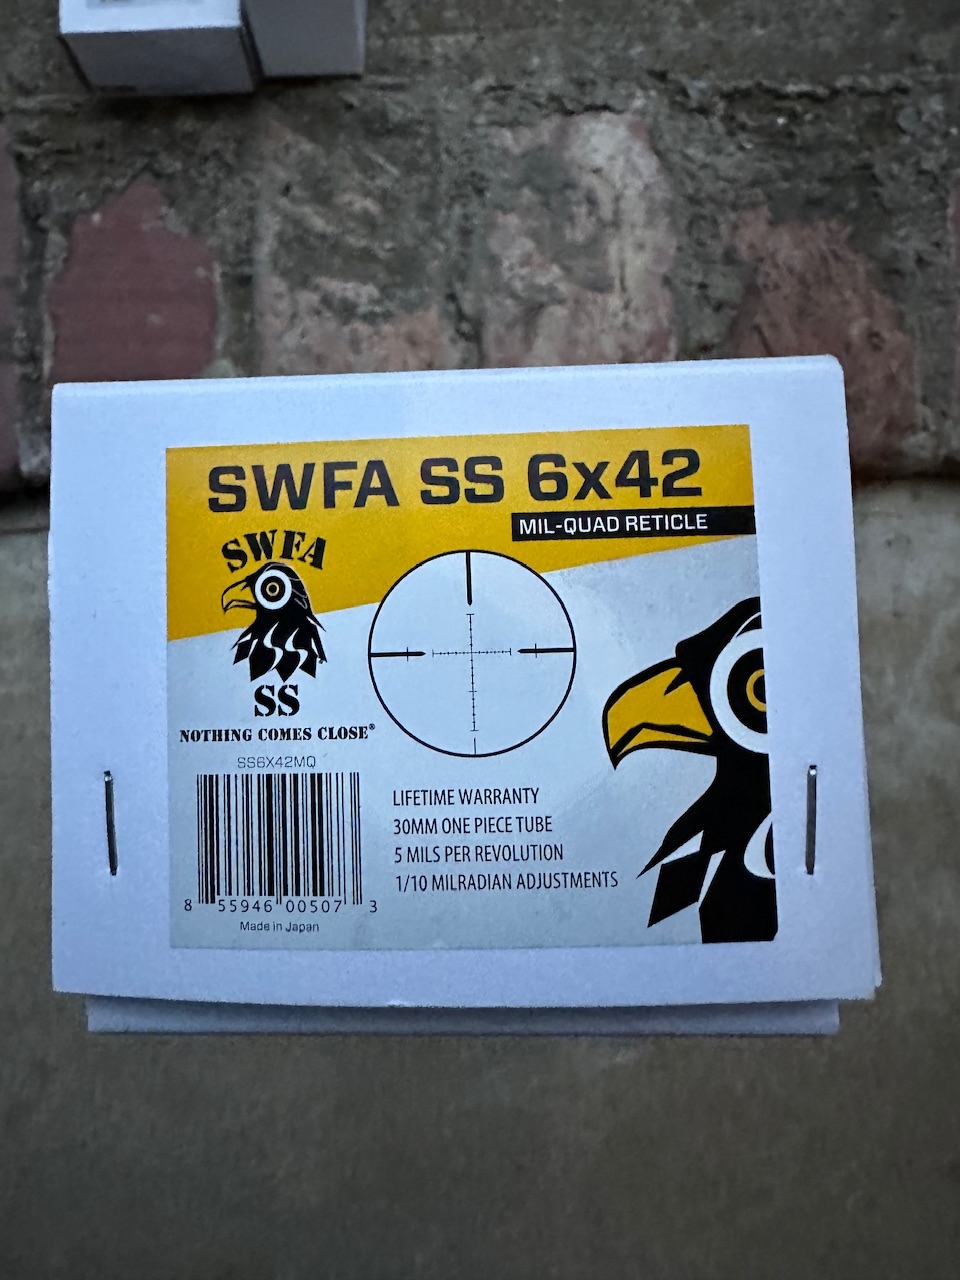 SWFA SS 6x42
MIL-QUAD RETICLE
SWFA
SS
NOTHING COMES CLOSE®
SS6X42MQ
8 55946 00507 3
Made in Japan
LIFETIME WARRANTY
30MM ONE PIECE TUBE
5 MILS PER REVOLUTION
1/10 MILRADIAN ADJUSTMENTS